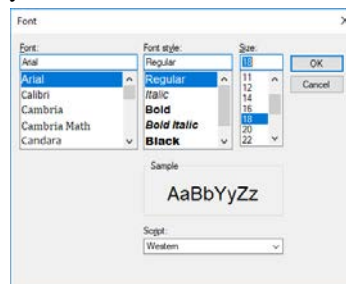 Font
Font: Font style: Size:
Arial Regular 18 OK
Arial Regular 11 Cancel
Calibri Italic 12
Cambria Bold 14
Cambria Math Bold Italic 16
Candara Black 18
20
22
Sample
AaBbYyZz
Script:
Western